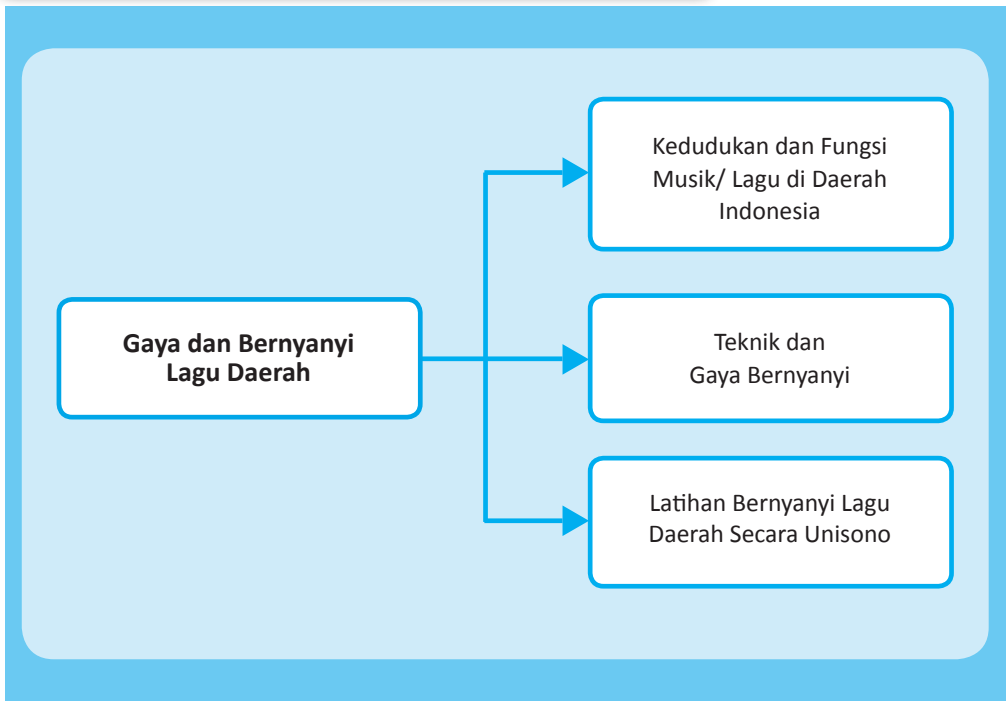 Kedudukan dan Fungsi
Musik/ Lagu di Daerah
Indonesia
Gaya dan Bernyanyi
Lagu Daerah
Teknik dan
Gaya Bernyanyi
Latihan Bernyanyi Lagu
Daerah Secara Unisono